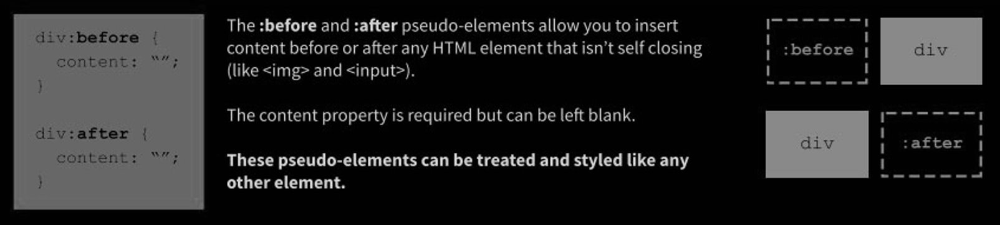 div:before {
content: “”;
}
div:after {
content: “”;
}
The :before and :after pseudo-elements allow you to insert
content before or after any HTML element that isn’t self closing
(like <img> and <input>).
The content property is required but can be left blank.
These pseudo-elements can be treated and styled like any
other element.
:before
div
div
:after